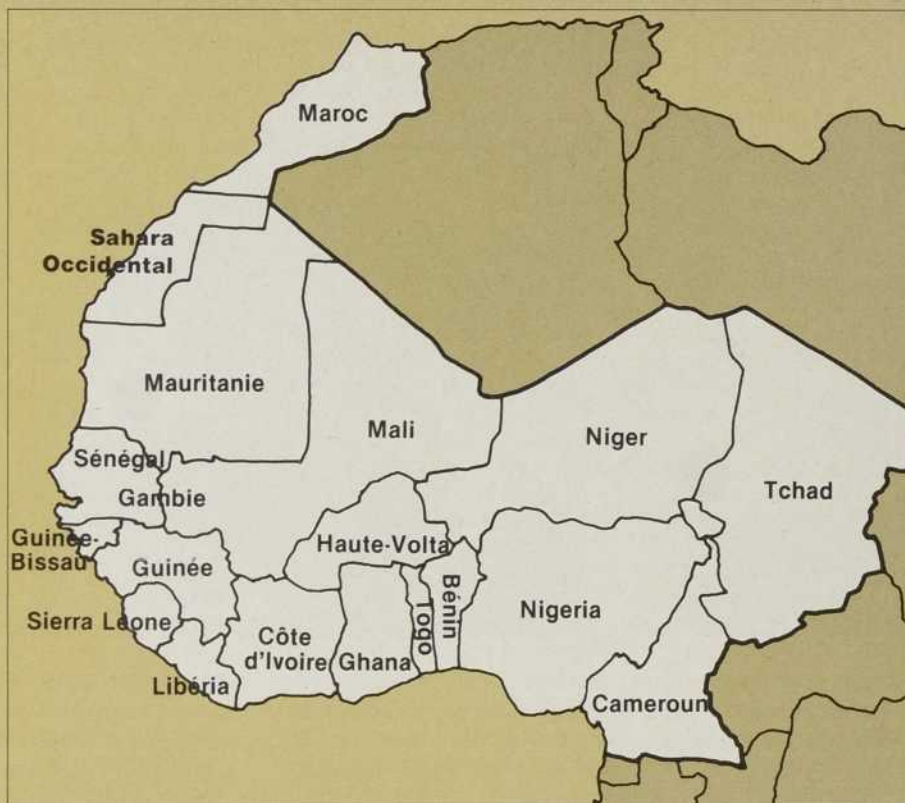 Maroc
Sahara
Occidental
Mauritanie
Mali
Niger
Tchad
Sénégal
Gambie
Guinée-
Bissau
Guinée
Haute-Volta
Bénin
Togo
Nigeria
Sierra Leone
Côte
d'Ivoire
Ghana
Libéria
Cameroun